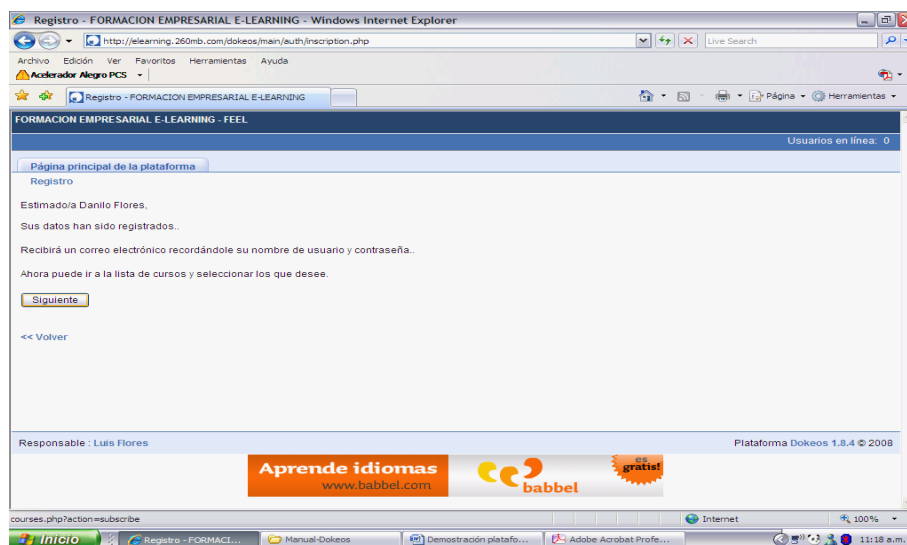 Registro - FORMACION EMPRESARIAL E-LEARNING - Windows Internet Explorer
http://elearning.260mb.com/dokeos/main/auth/inscription.php
Live Search
Archivo Edición Ver Favoritos Herramientas Ayuda
Acelerador Alegro PCS
Registro - FORMACION EMPRESARIAL E-LEARNING
Página Herramientas
FORMACION EMPRESARIAL E-LEARNING - FEEL
Usuarios en línea: 0
Página principal de la plataforma
Registro
Estimado/a Danilo Flores,
Sus datos han sido registrados..
Recibirá un correo electrónico recordándole su nombre de usuario y contraseña..
Ahora puede ir a la lista de cursos y seleccionar los que desee.
Siguiente
<< Volver
Responsable : Luis Flores
Plataforma Dokeos 1.8.4 © 2008
Aprende idiomas
www.babbel.com
babbel
es
gratis!
courses.php?action=subscribe
Internet
100%
Inicio
Registro - FORMACI...
Manual-Dokeos
Demostración platafo...
Adobe Acrobat Profe...
11:18 a.m.